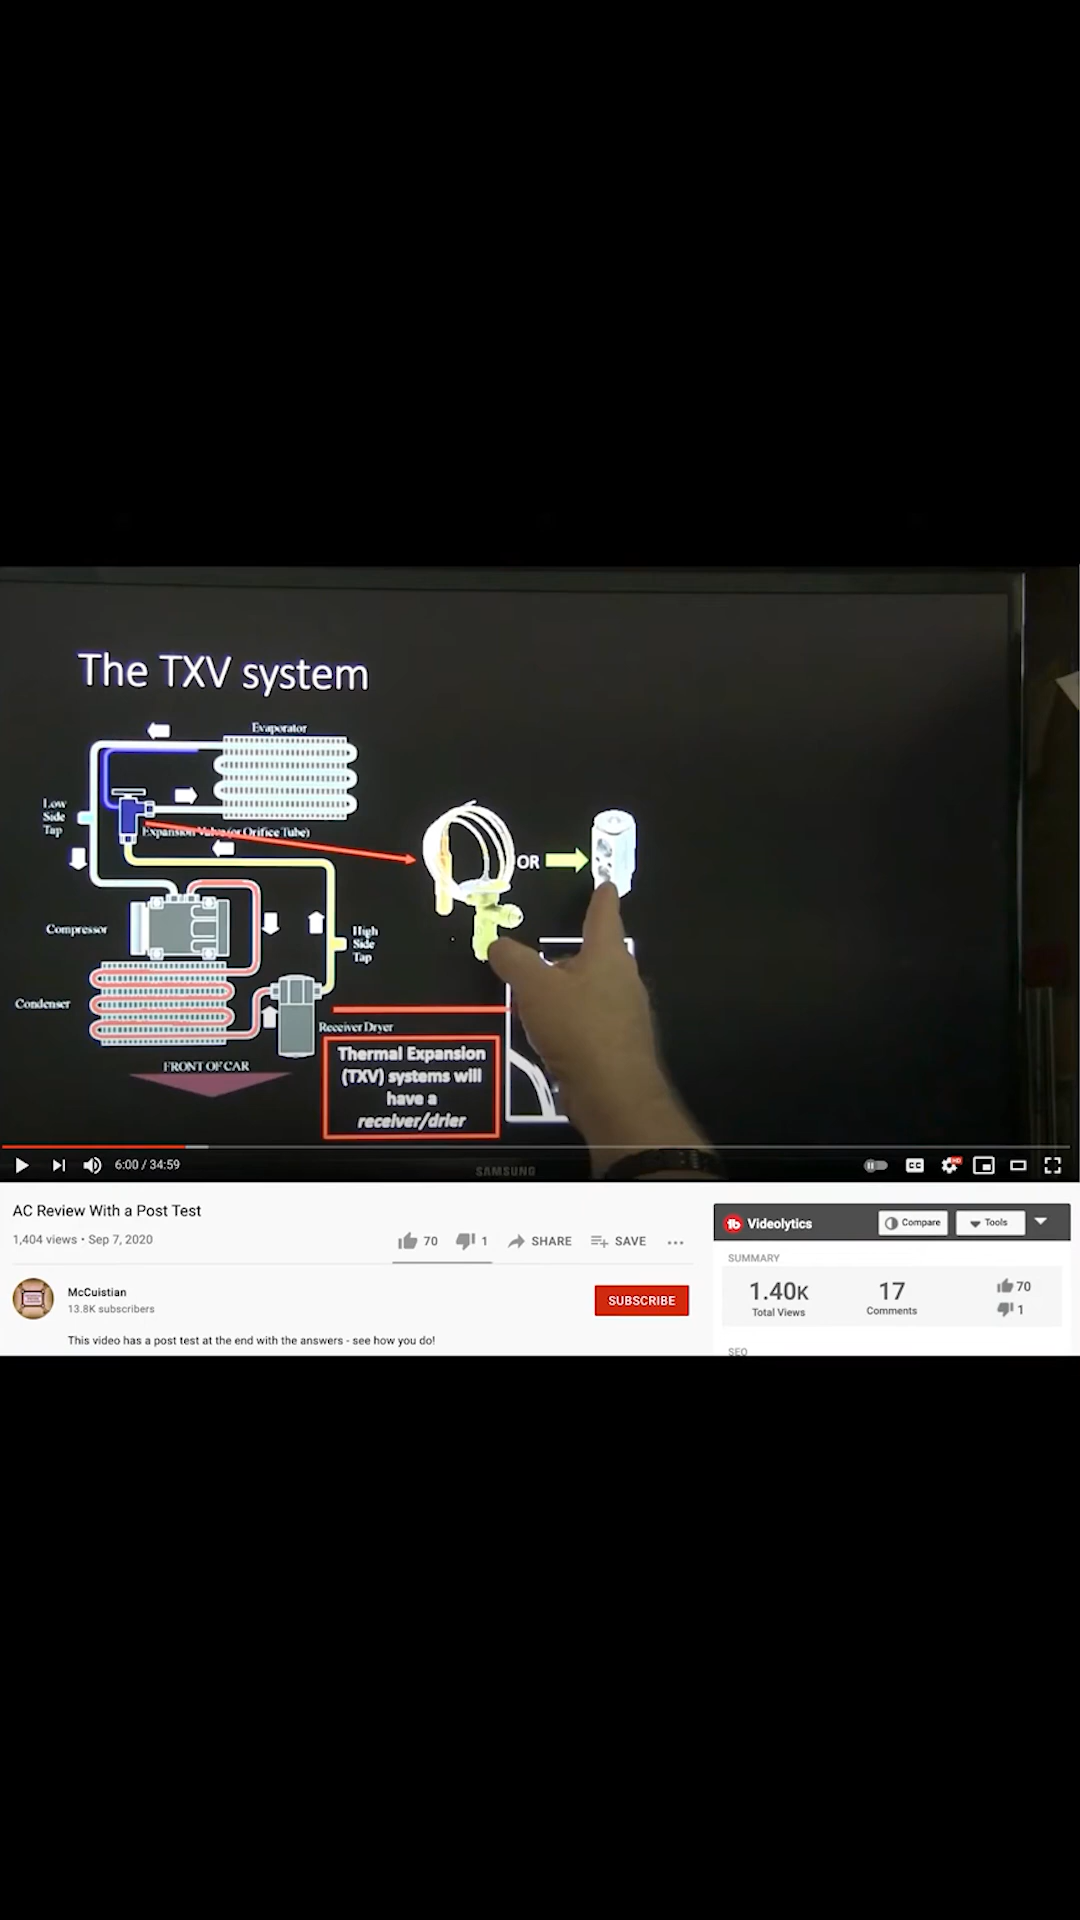 The TXV system
Evaporator
Low
Side
Tap
Expansion Valve (or Orifice Tube)
OR
Compressor
High
Side
Tap
Condenser
Receiver Dryer
FRONT OF CAR
Thermal Expansion
(TXV) systems will
have a
receiver/drier
6:00 / 34:59
SAMSUNG
CC
HD
AC Review With a Post Test
1,404 views • Sep 7, 2020
70
1
SHARE
SAVE
McCuistian
13.8K subscribers
SUBSCRIBE
This video has a post test at the end with the answers - see how you do!
tb Videolytics
Compare
Tools
SUMMARY
1.40K
Total Views
17
Comments
70
1
SEO